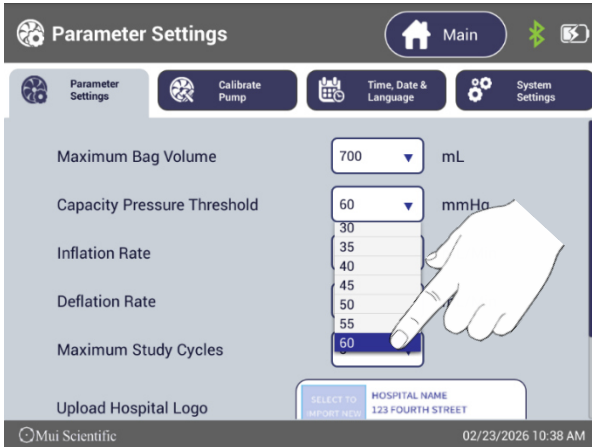 Parameter Settings
Main
Parameter
Settings
Calibrate
Pump
Time, Date &
Language
System
Settings
Maximum Bag Volume
700
mL
Capacity Pressure Threshold
60
mmHg
30
35
Inflation Rate
40
45
Deflation Rate
50
55
60
Maximum Study Cycles
Upload Hospital Logo
SELECT TO
IMPORT NEW
HOSPITAL NAME
123 FOURTH STREET
Mui Scientific
02/23/2026 10:38 AM